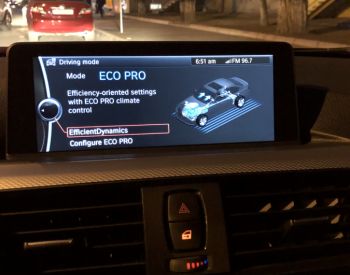 Driving mode
6:51 am FM 96.7
Mode ECO PRO
Efficiency-oriented settings
with ECO PRO climate
control
EfficientDynamics
Configure ECO PRO